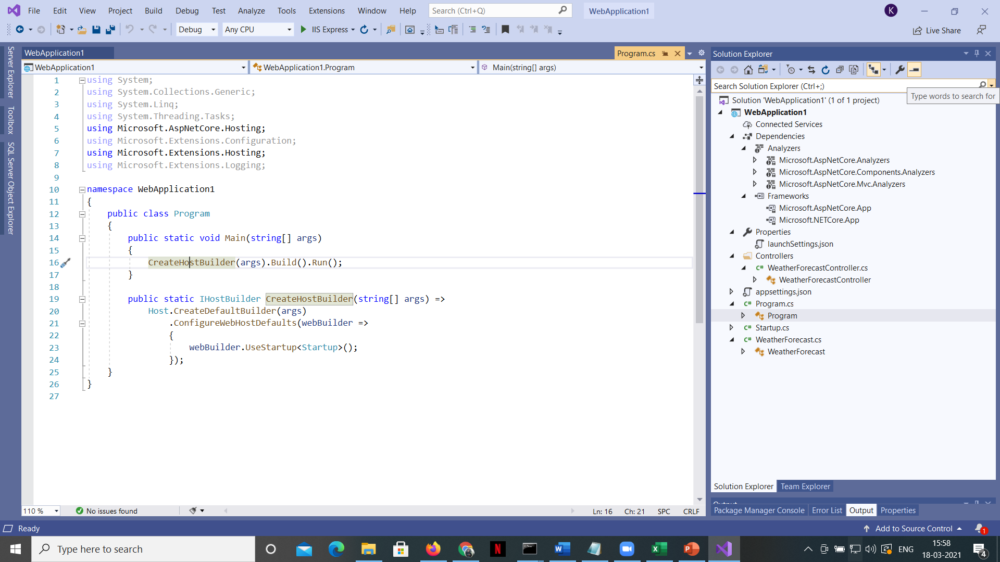 File Edit View Project Build Debug Test Analyze Tools Extensions Window Help Search (Ctrl+Q) WebApplication1 K
Debug Any CPU IIS Express Live Share
Server Explorer
Toolbox
SQL Server Object Explorer
WebApplication1 Program.cs
WebApplication1 WebApplication1.Program Main(string[] args)
1 using System;
2 using System.Collections.Generic;
3 using System.Linq;
4 using System.Threading.Tasks;
5 using Microsoft.AspNetCore.Hosting;
6 using Microsoft.Extensions.Configuration;
7 using Microsoft.Extensions.Hosting;
8 using Microsoft.Extensions.Logging;
9
10 namespace WebApplication1
11 {
12 public class Program
13 {
14 public static void Main(string[] args)
15 {
16 CreateHostBuilder(args).Build().Run();
17 }
18
19 public static IHostBuilder CreateHostBuilder(string[] args) =>
20 Host.CreateDefaultBuilder(args)
21 .ConfigureWebHostDefaults(webBuilder =>
22 {
23 webBuilder.UseStartup<Startup>();
24 });
25 }
26 }
27
110 % No issues found Ln: 16 Ch: 21 SPC CRLF
Solution Explorer
Search Solution Explorer (Ctrl+;)
Type words to search for
Solution 'WebApplication1' (1 of 1 project)
WebApplication1
Connected Services
Dependencies
Analyzers
Microsoft.AspNetCore.Analyzers
Microsoft.AspNetCore.Components.Analyzers
Microsoft.AspNetCore.Mvc.Analyzers
Frameworks
Microsoft.AspNetCore.App
Microsoft.NETCore.App
Properties
launchSettings.json
Controllers
C# WeatherForecastController.cs
WeatherForecastController
appsettings.json
C# Program.cs
Program
C# Startup.cs
C# WeatherForecast.cs
WeatherForecast
Solution Explorer Team Explorer
Output
Package Manager Console Error List Output Properties
Ready Add to Source Control 1
Type here to search ENG 15:58
18-03-2021 4